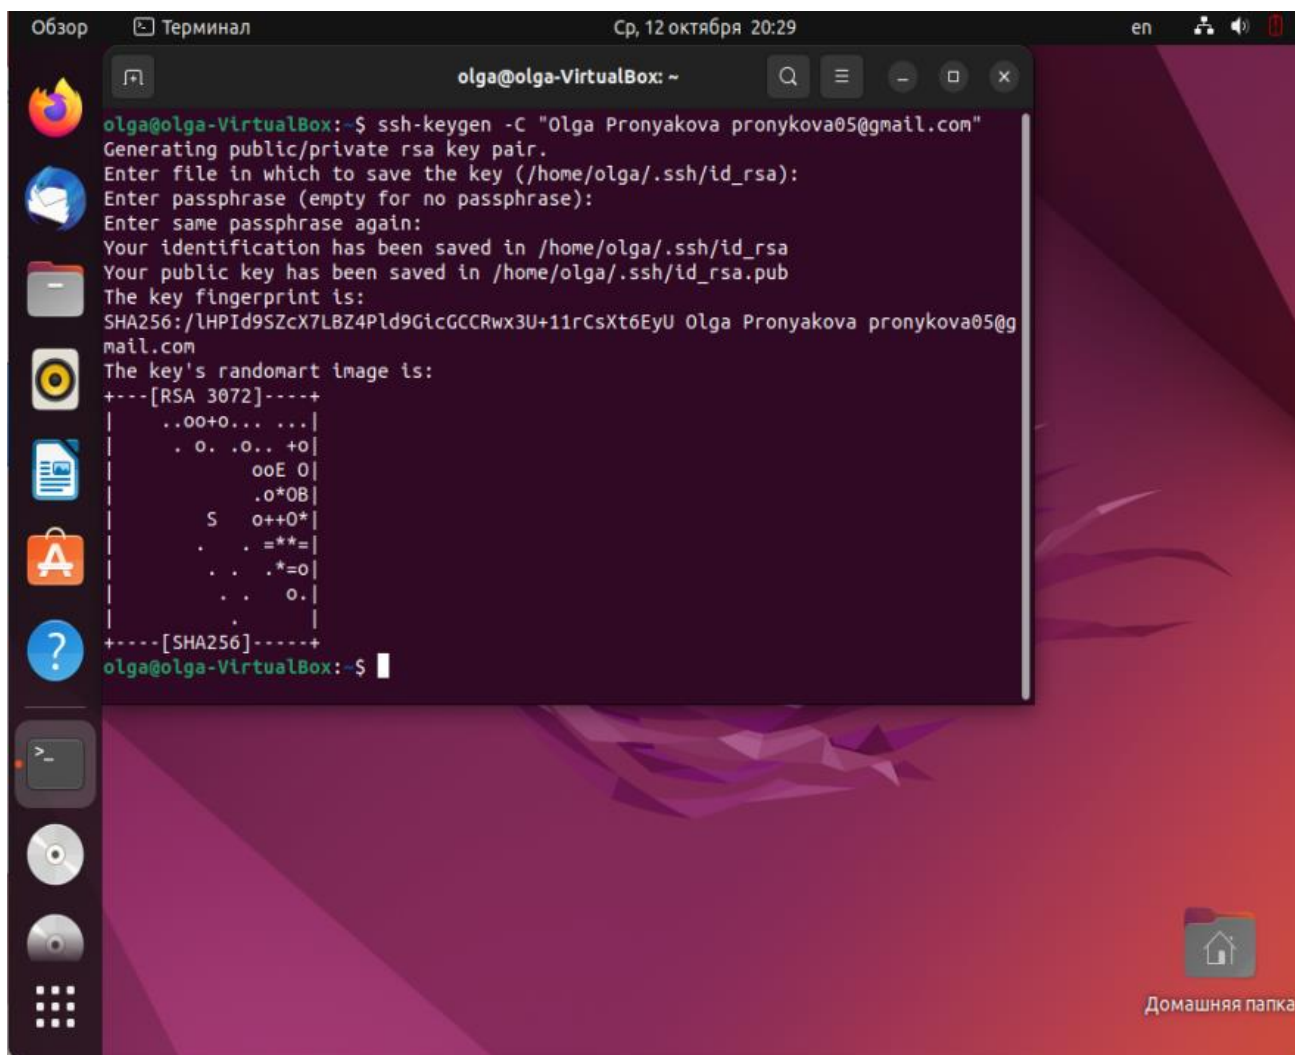 Обзор Терминал Ср, 12 октября 20:29 en
olga@olga-VirtualBox: ~
olga@olga-VirtualBox:~$ ssh-keygen -C "Olga Pronyakova pronykova05@gmail.com"
Generating public/private rsa key pair.
Enter file in which to save the key (/home/olga/.ssh/id_rsa):
Enter passphrase (empty for no passphrase):
Enter same passphrase again:
Your identification has been saved in /home/olga/.ssh/id_rsa
Your public key has been saved in /home/olga/.ssh/id_rsa.pub
The key fingerprint is:
SHA256:/lHPId9SZcX7LBZ4Pld9GicGCCRwx3U+11rCsXt6EyU Olga Pronyakova pronykova05@g
mail.com
The key's randomart image is:
+---[RSA 3072]----+
|    ..oo+o... ...|
|     . o. .o.. +o|
|           ooE O|
|           .o*OB|
|       S   o++O*|
|      .   . =**=|
|       . .  .*=o|
|        . .   o.|
|         .      |
+----[SHA256]-----+
olga@olga-VirtualBox:~$
Домашняя папка